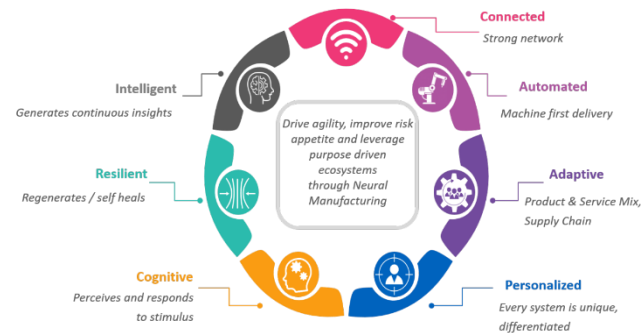 Connected
Strong network
Intelligent
Generates continuous insights
Automated
Machine first delivery
Drive agility, improve risk
appetite and leverage
purpose driven
ecosystems
through Neural
Manufacturing
Resilient
Regenerates / self heals
Adaptive
Product & Service Mix,
Supply Chain
Cognitive
Perceives and responds
to stimulus
Personalized
Every system is unique,
differentiated